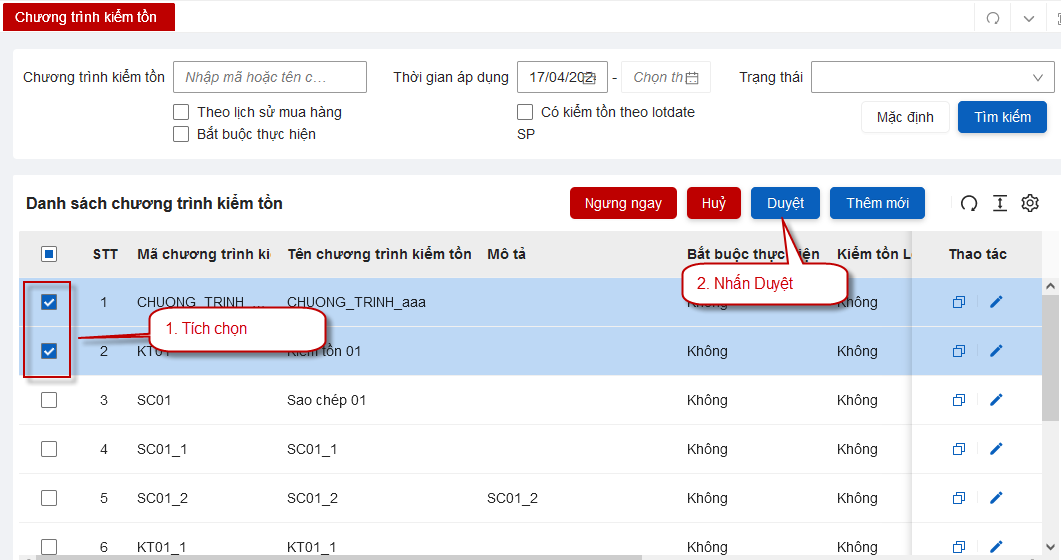 Chương trình kiểm tồn
Chương trình kiểm tồn Nhập mã hoặc tên c… Thời gian áp dụng 17/04/202 - Chọn th Trạng thái
Theo lịch sử mua hàng Có kiểm tồn theo lotdate Mặc định Tìm kiếm
Bắt buộc thực hiện SP
Danh sách chương trình kiểm tồn Ngưng ngay Huỷ Duyệt Thêm mới
STT Mã chương trình ki Tên chương trình kiểm tồn Mô tả Bắt buộc thực hiện Kiểm tồn L Thao tác
2. Nhấn Duyệt
1 CHUONG_TRINH_... CHUONG_TRINH_aaa Không Không
1. Tích chọn
2 KT01 Kiểm tồn 01 Không Không
3 SC01 Sao chép 01 Không Không
4 SC01_1 SC01_1 Không Không
5 SC01_2 SC01_2 SC01_2 Không Không
6 KT01_1 KT01_1 Không Không